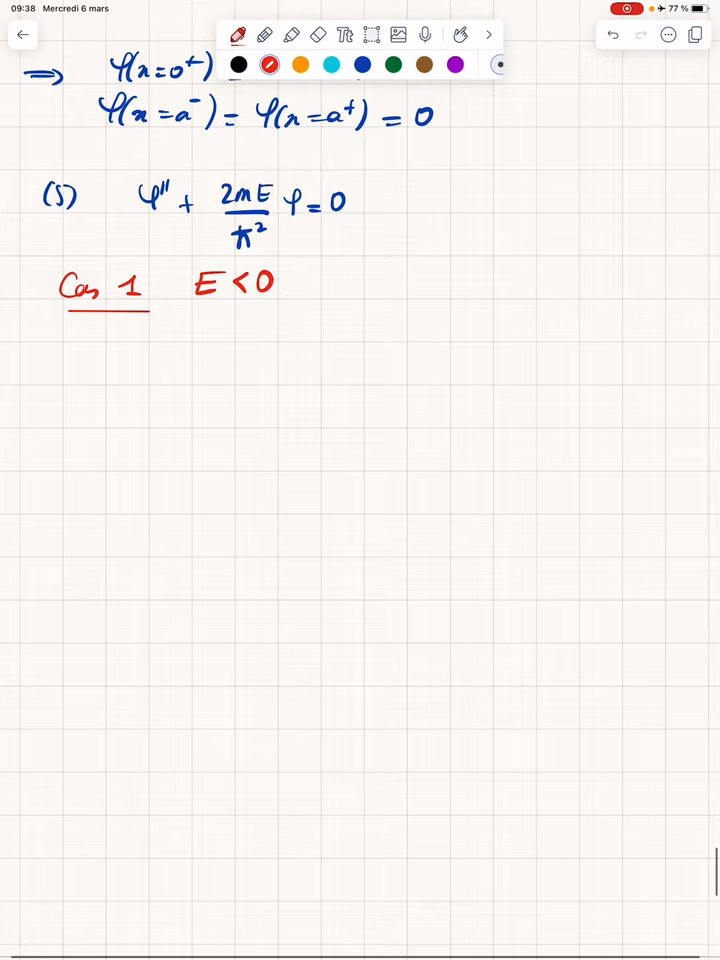 09:38 Mercredi 6 mars
77 %
⟹ φ(x=0⁺)
φ(x=a⁻) = φ(x=a⁺) = 0
(S) φ'' + 2mE/ħ² φ = 0
Cas 1 E < 0